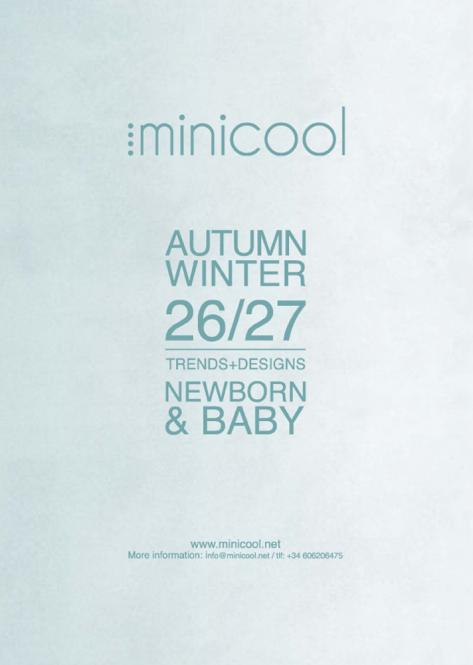 minicool
AUTUMN
WINTER
26/27
TRENDS+DESIGNS
NEWBORN
& BABY
www.minicool.net
More information: info@minicool.net / tlf: +34 606206475